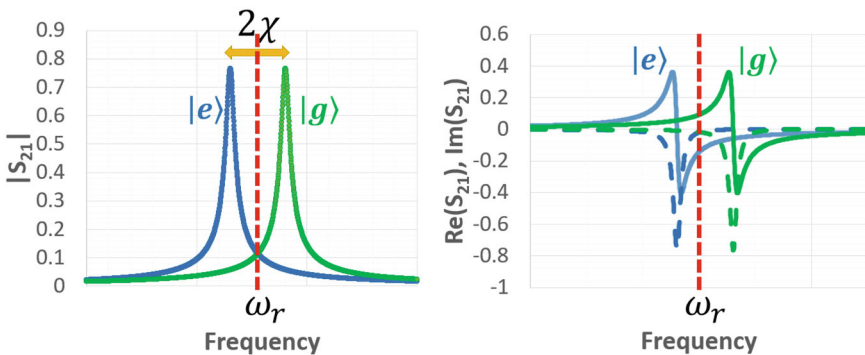 2χ
0.9
0.8
0.7
0.6
0.5
0.4
0.3
0.2
0.1
0
|S₂₁|
|e⟩
|g⟩
ωᵣ
Frequency
0.6
0.4
0.2
0
-0.2
-0.4
-0.6
-0.8
-1
Re(S₂₁), Im(S₂₁)
|e⟩
|g⟩
ωᵣ
Frequency